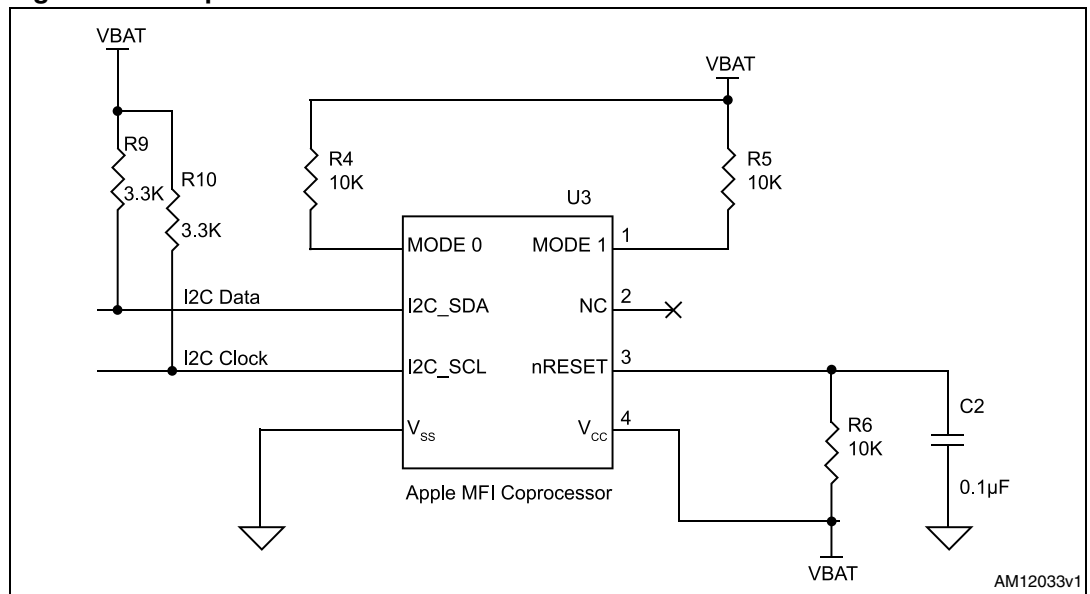 VBAT
VBAT
R9
3.3K
R10
3.3K
R4
10K
R5
10K
U3
MODE 0
MODE 1
1
I2C Data
I2C_SDA
NC
2
I2C Clock
I2C_SCL
nRESET
3
VSS
VCC
4
R6
10K
C2
0.1µF
Apple MFI Coprocessor
VBAT
AM12033v1